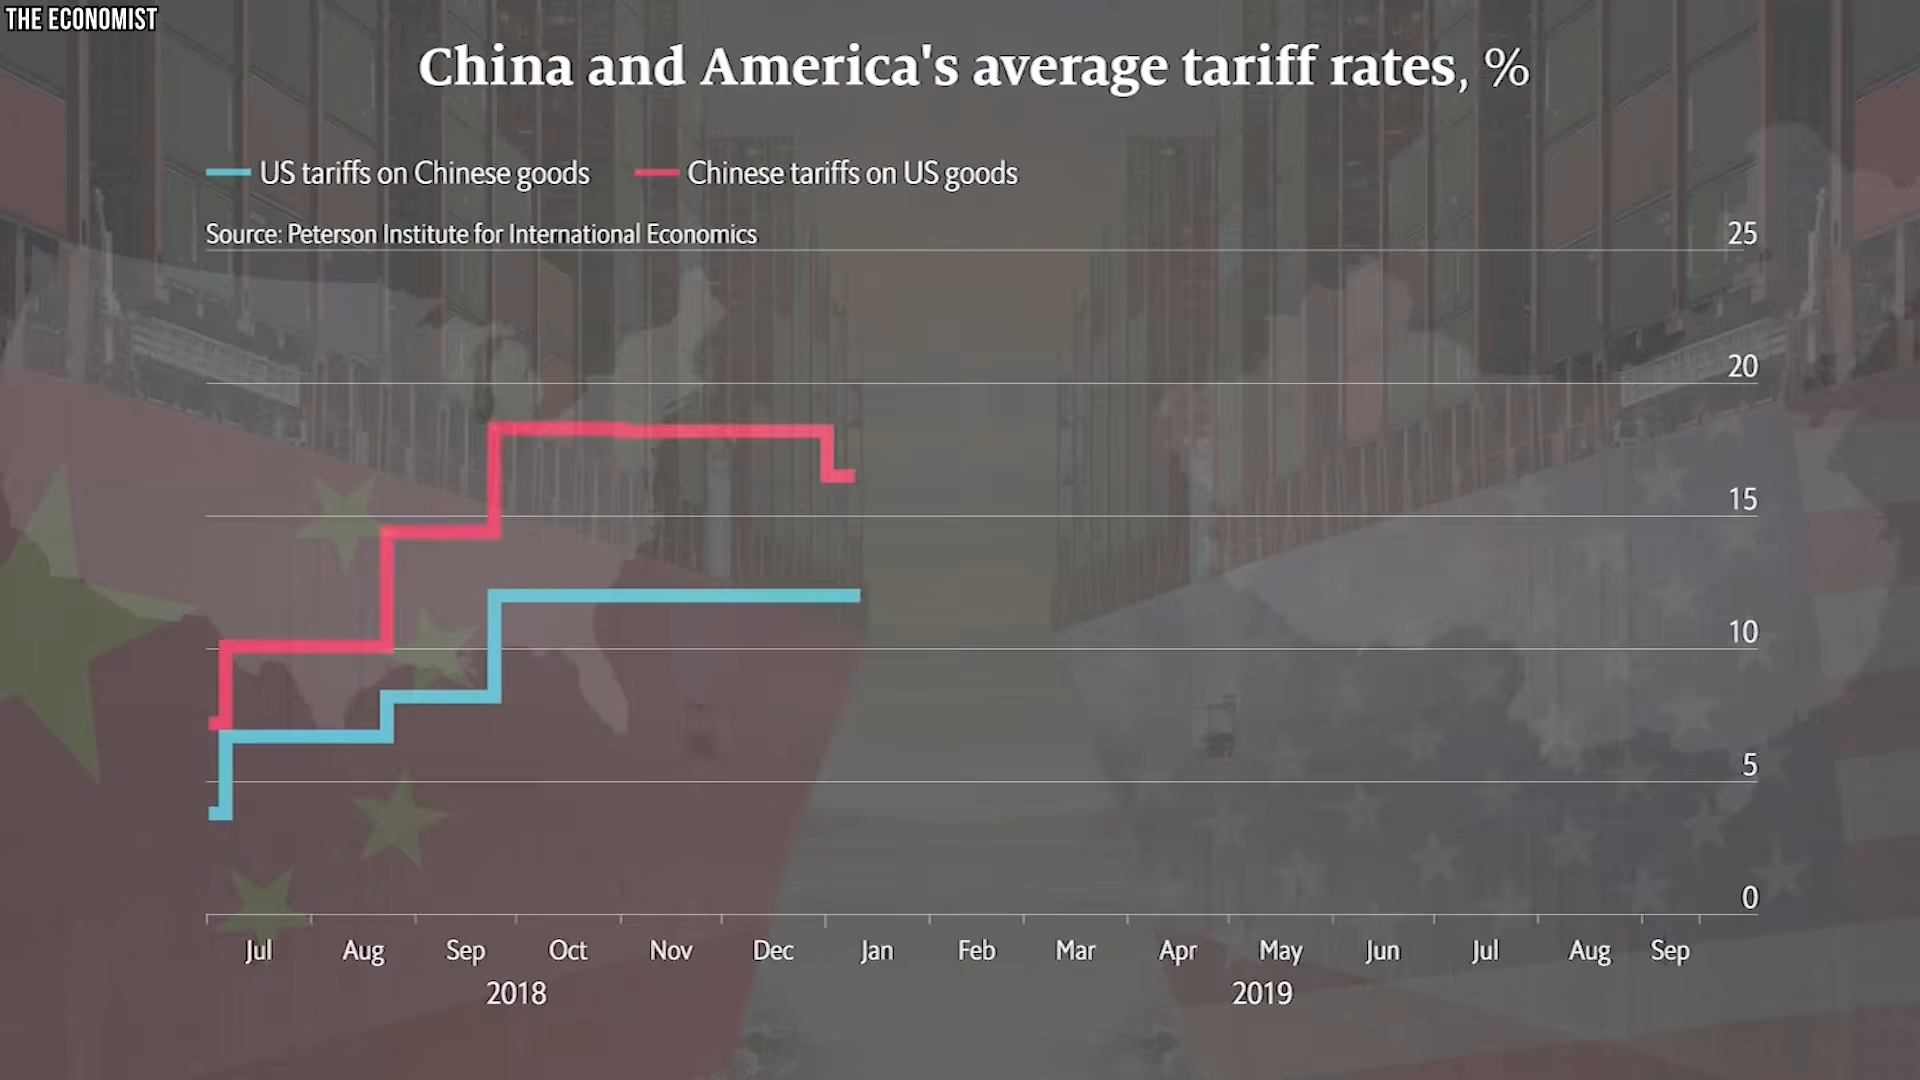 THE ECONOMIST
China and America's average tariff rates, %
US tariffs on Chinese goods Chinese tariffs on US goods
Source: Peterson Institute for International Economics
25
20
15
10
5
0
Jul Aug Sep Oct Nov Dec Jan Feb Mar Apr May Jun Jul Aug Sep
2018 2019